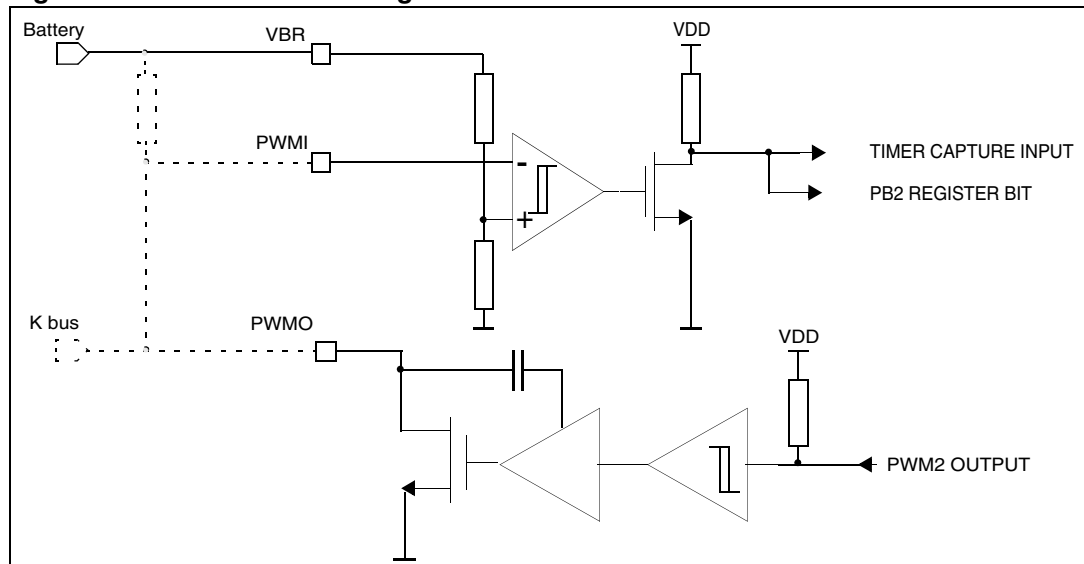 Battery
VBR
VDD
PWMI
-
+
TIMER CAPTURE INPUT
PB2 REGISTER BIT
K bus
PWMO
VDD
PWM2 OUTPUT